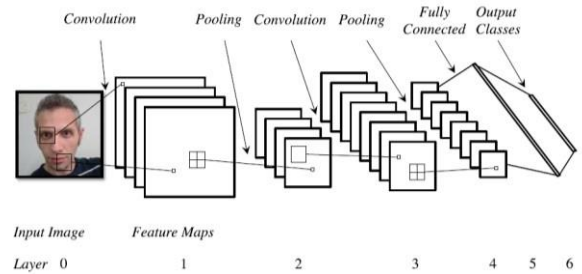 Convolution Pooling Convolution Pooling Fully Connected Output Classes
Input Image Feature Maps
Layer 0 1 2 3 4 5 6